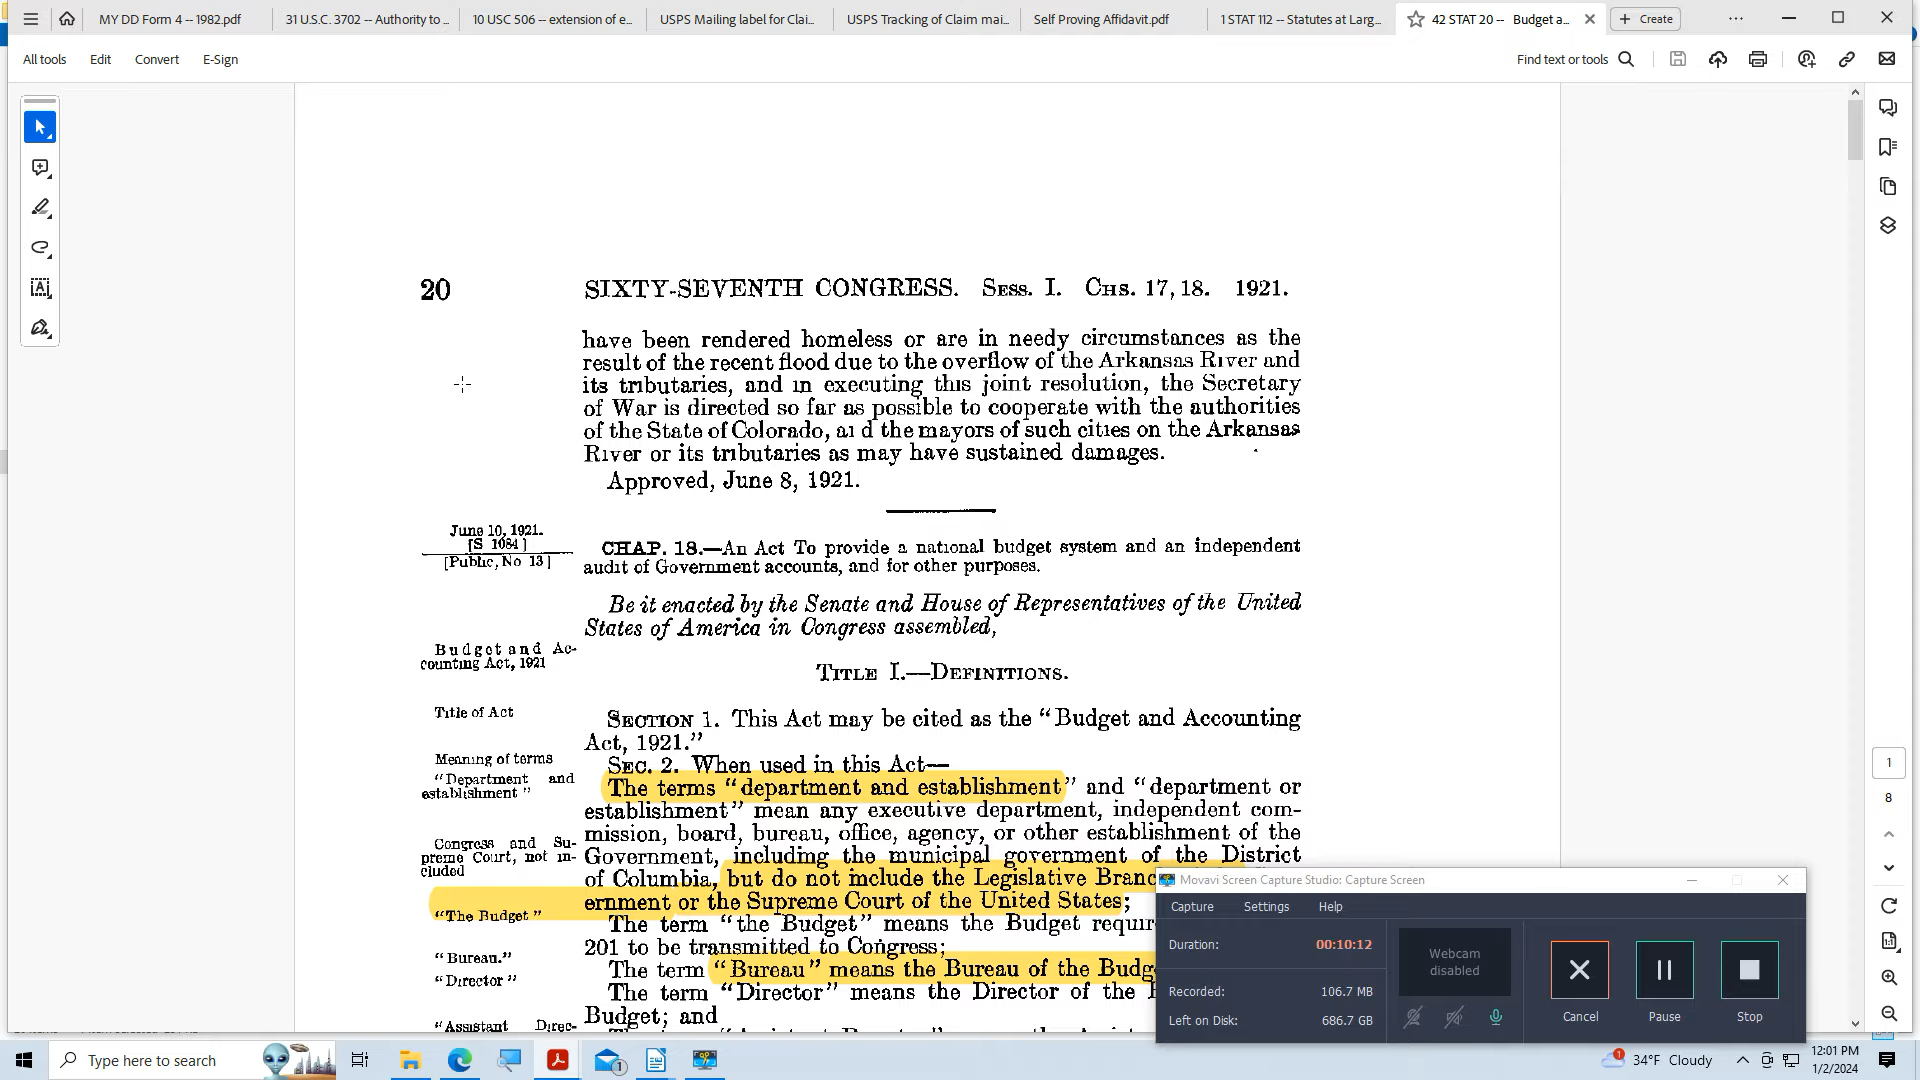 MY DD Form 4 -- 1982.pdf
31 U.S.C. 3702 -- Authority to ...
10 USC 506 -- extension of e...
USPS Mailing label for Clai...
USPS Tracking of Claim mai...
Self Proving Affidavit.pdf
1 STAT 112 -- Statutes at Larg...
42 STAT 20 -- Budget a...
Create
All tools
Edit
Convert
E-Sign
Find text or tools
20
SIXTY-SEVENTH CONGRESS. SESS. I. CHS. 17, 18. 1921.
have been rendered homeless or are in needy circumstances as the
result of the recent flood due to the overflow of the Arkansas River and
its tributaries, and in executing this joint resolution, the Secretary
of War is directed so far as possible to cooperate with the authorities
of the State of Colorado, and the mayors of such cities on the Arkansas
River or its tributaries as may have sustained damages.
Approved, June 8, 1921.
June 10, 1921.
[S 1084]
[Public, No 13]
CHAP. 18.—An Act To provide a national budget system and an independent
audit of Government accounts, and for other purposes.
Be it enacted by the Senate and House of Representatives of the United
States of America in Congress assembled,
Budget and Ac-
counting Act, 1921
TITLE I.—DEFINITIONS.
Title of Act
SECTION 1. This Act may be cited as the “Budget and Accounting
Act, 1921.”
Meaning of terms
SEC. 2. When used in this Act—
“Department and
establishment”
The terms “department and establishment” and “department or
establishment” mean any executive department, independent com-
mission, board, bureau, office, agency, or other establishment of the
Congress and Su-
preme Court, not in-
cluded
Government, including the municipal government of the District
of Columbia, but do not include the Legislative Branc
ernment or the Supreme Court of the United States;
“The Budget”
The term “the Budget” means the Budget requir
201 to be transmitted to Congress;
“Bureau.”
The term “Bureau” means the Bureau of the Budg
“Director”
The term “Director” means the Director of the
Budget; and
“Assistant Direc-
1
8
Movavi Screen Capture Studio: Capture Screen
Capture
Settings
Help
Duration:
00:10:12
Webcam
disabled
Recorded:
106.7 MB
Left on Disk:
686.7 GB
Cancel
Pause
Stop
Type here to search
1
1
34°F Cloudy
12:01 PM
1/2/2024